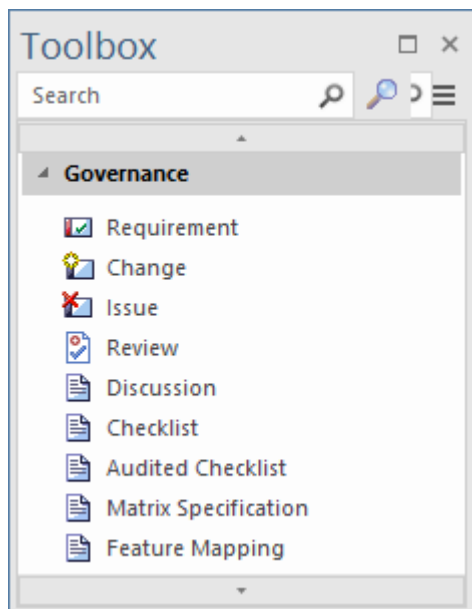 Toolbox
Search
Governance
Requirement
Change
Issue
Review
Discussion
Checklist
Audited Checklist
Matrix Specification
Feature Mapping